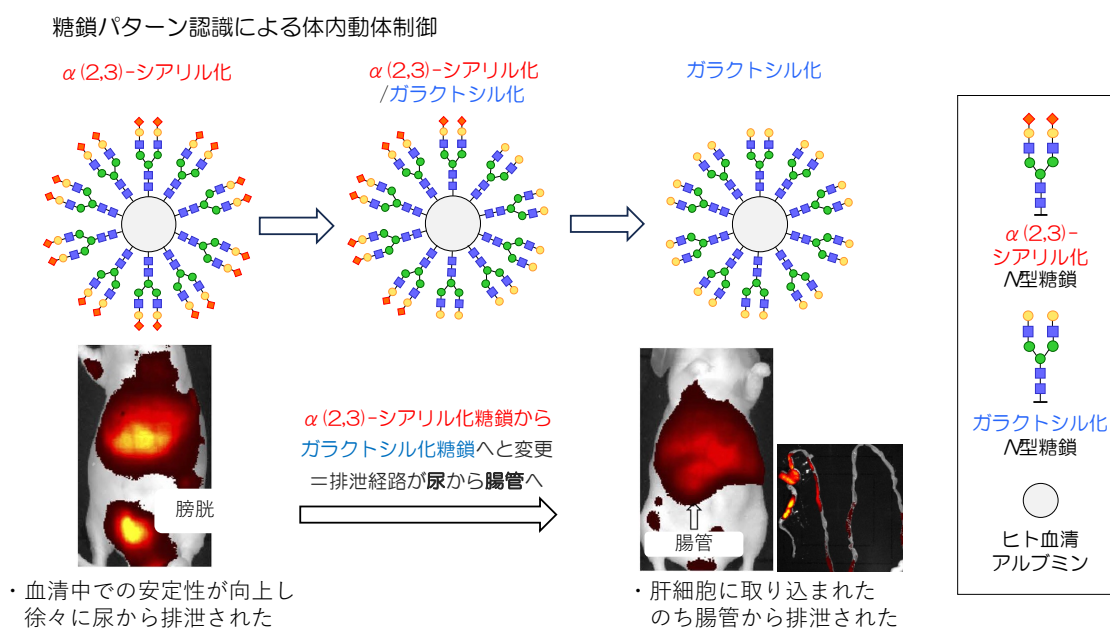 糖鎖パターン認識による体内動体制御
α(2,3)-シアリル化
α(2,3)-シアリル化
/ガラクトシル化
ガラクトシル化
α(2,3)-
シアリル化
N型糖鎖
ガラクトシル化
N型糖鎖
ヒト血清
アルブミン
膀胱
α(2,3)-シアリル化糖鎖から
ガラクトシル化糖鎖へと変更
＝排泄経路が尿から腸管へ
腸管
・血清中での安定性が向上し
徐々に尿から排泄された
・肝細胞に取り込まれた
のち腸管から排泄された